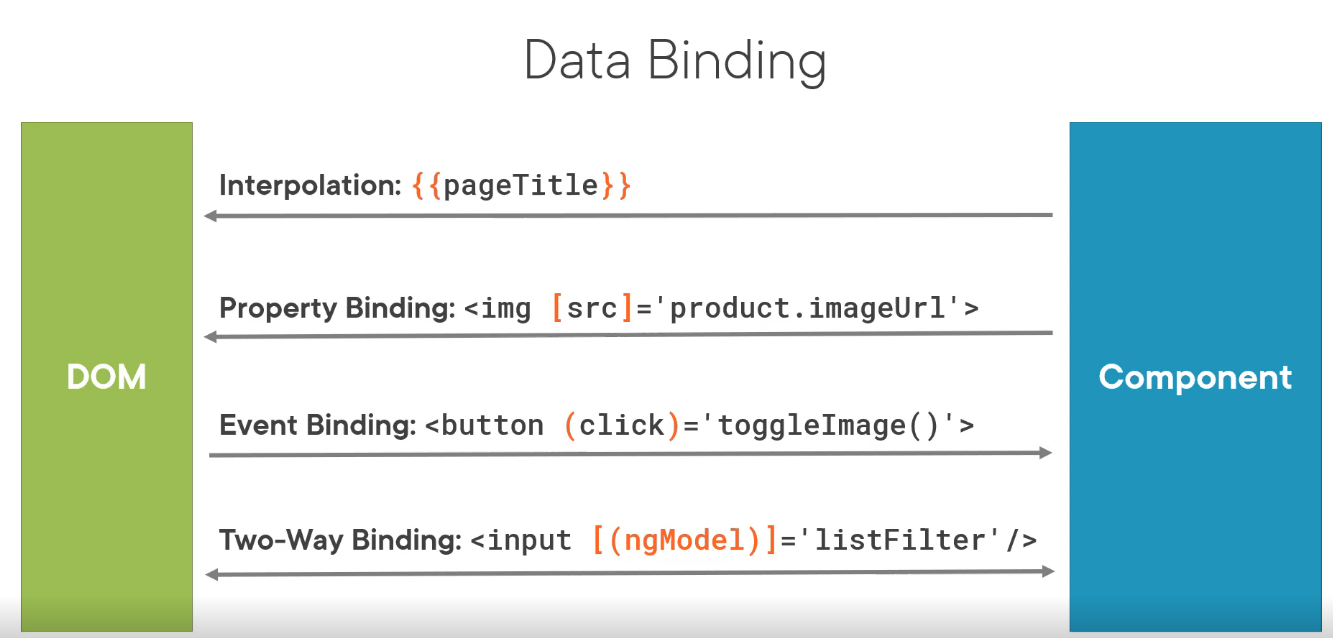 Data Binding
Interpolation: {{pageTitle}}
Property Binding: <img [src]='product.imageUrl'>
DOM
Component
Event Binding: <button (click)='toggleImage()'>
Two-Way Binding: <input [(ngModel)]='listFilter'/>